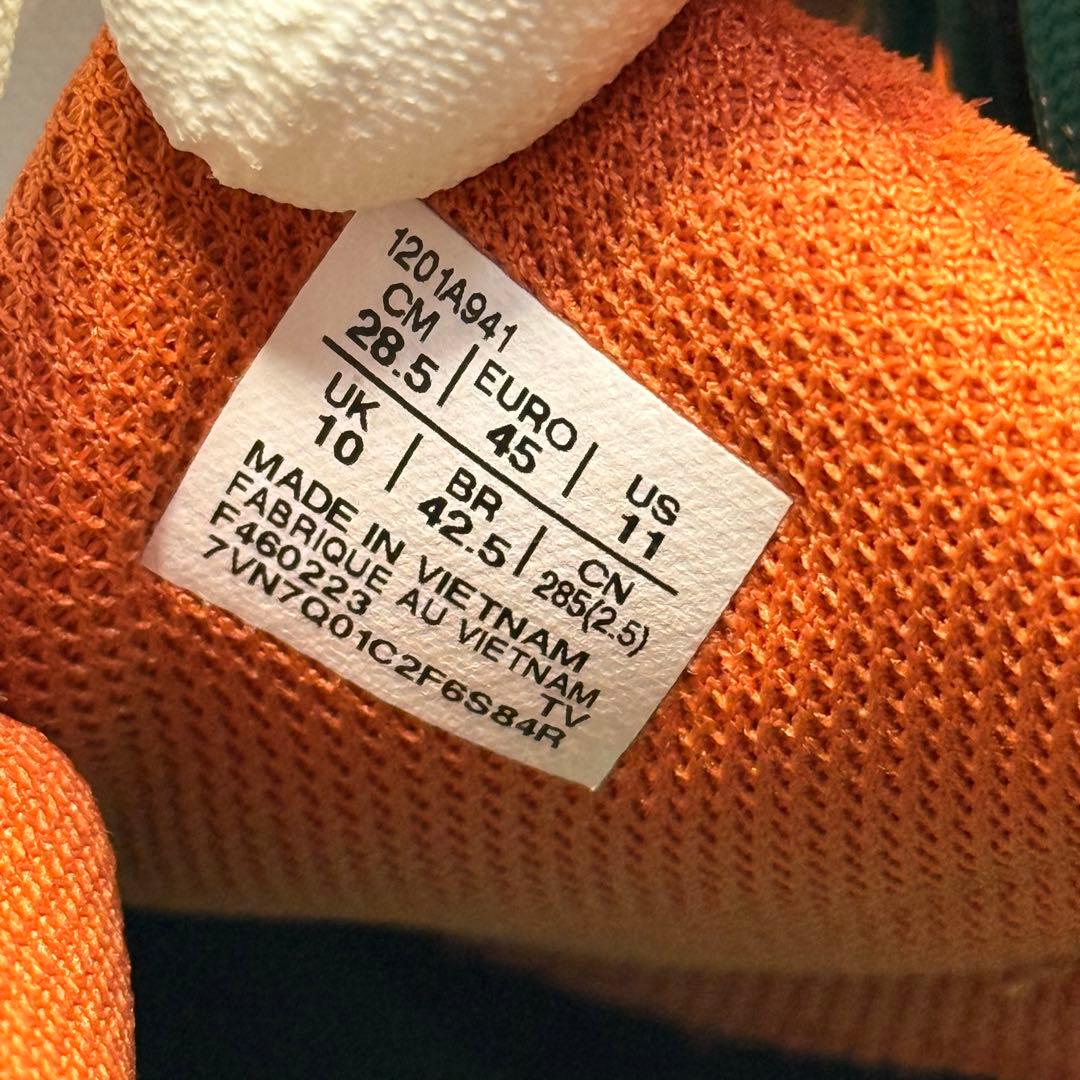 1201A941
CM EURO US
28.5 45 11
UK BR CN
10 42.5 285(2.5)
MADE IN VIETNAM
FABRIQUE AU VIETNAM
F460223 TV
7VN7Q01C2F6S84R